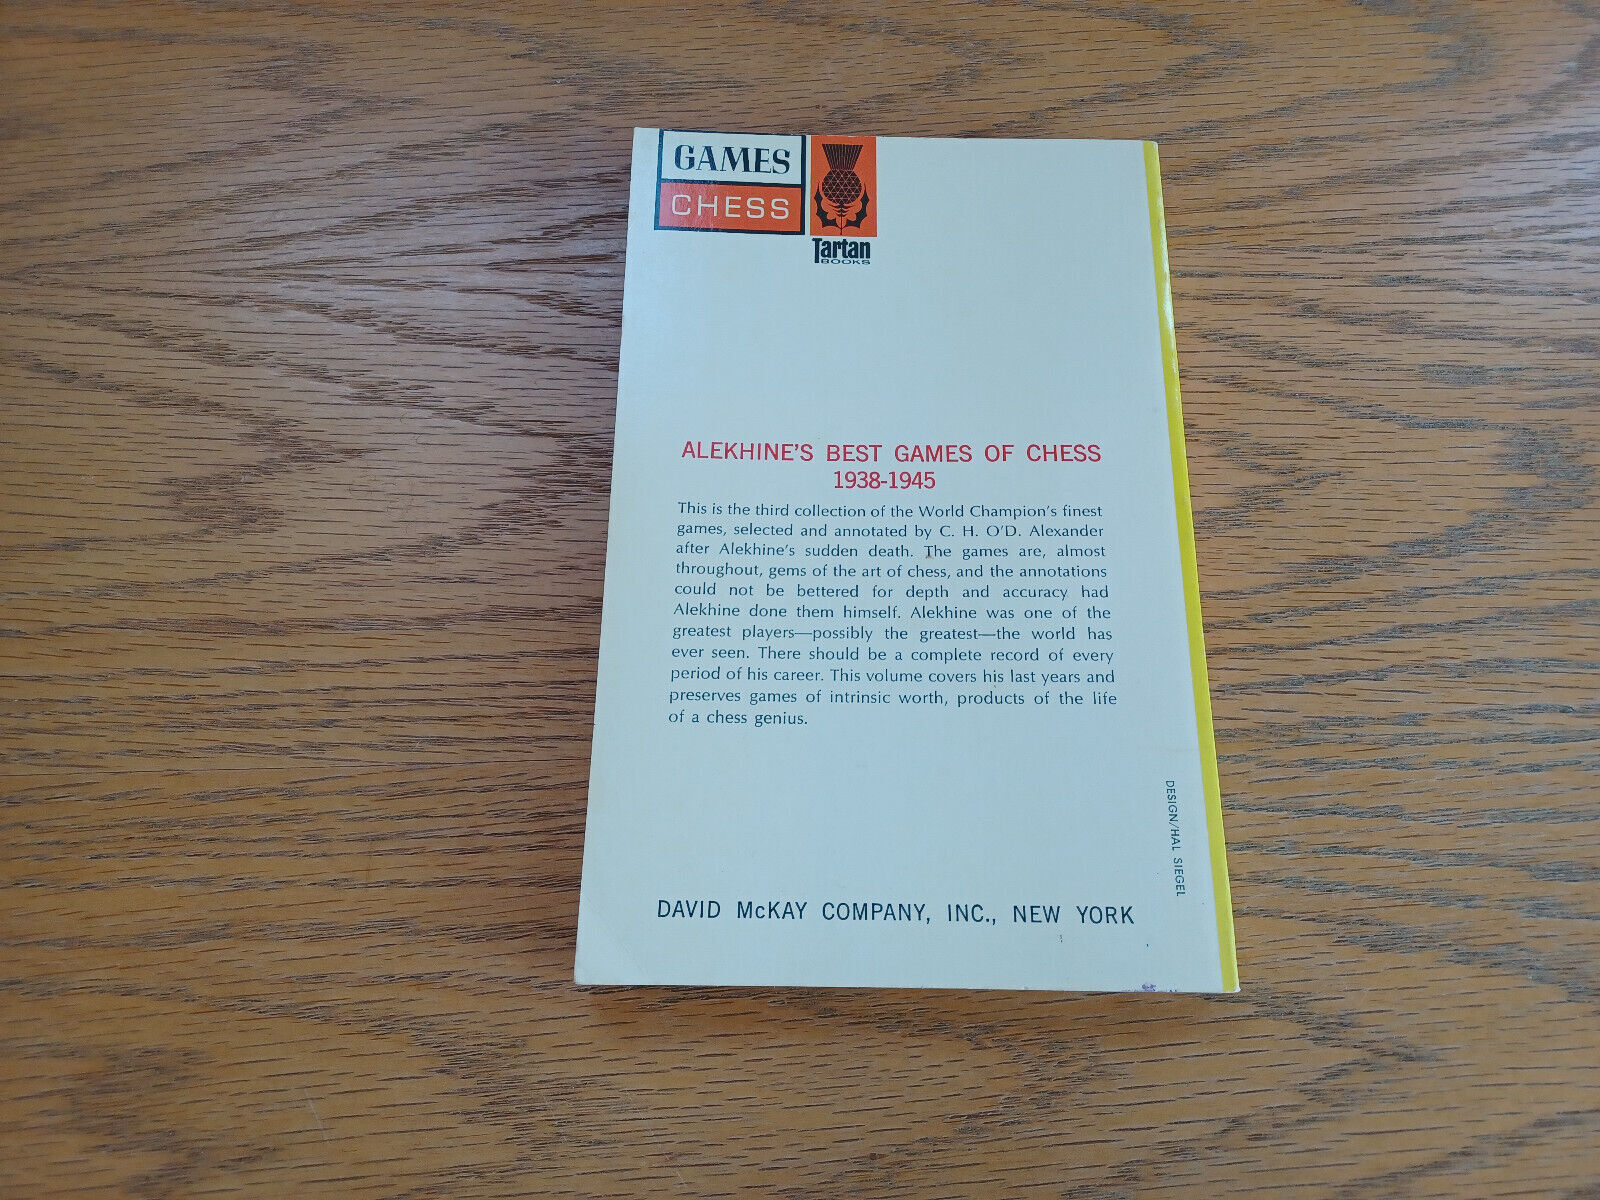 GAMES
CHESS
Tartan
BOOKS
ALEKHINE'S BEST GAMES OF CHESS
1938-1945
This is the third collection of the World Champion's finest
games, selected and annotated by C. H. O'D. Alexander
after Alekhine's sudden death. The games are, almost
throughout, gems of the art of chess, and the annotations
could not be bettered for depth and accuracy had
Alekhine done them himself. Alekhine was one of the
greatest players—possibly the greatest—the world has
ever seen. There should be a complete record of every
period of his career. This volume covers his last years and
preserves games of intrinsic worth, products of the life
of a chess genius.
DESIGN/HAL SIEGEL
DAVID McKAY COMPANY, INC., NEW YORK